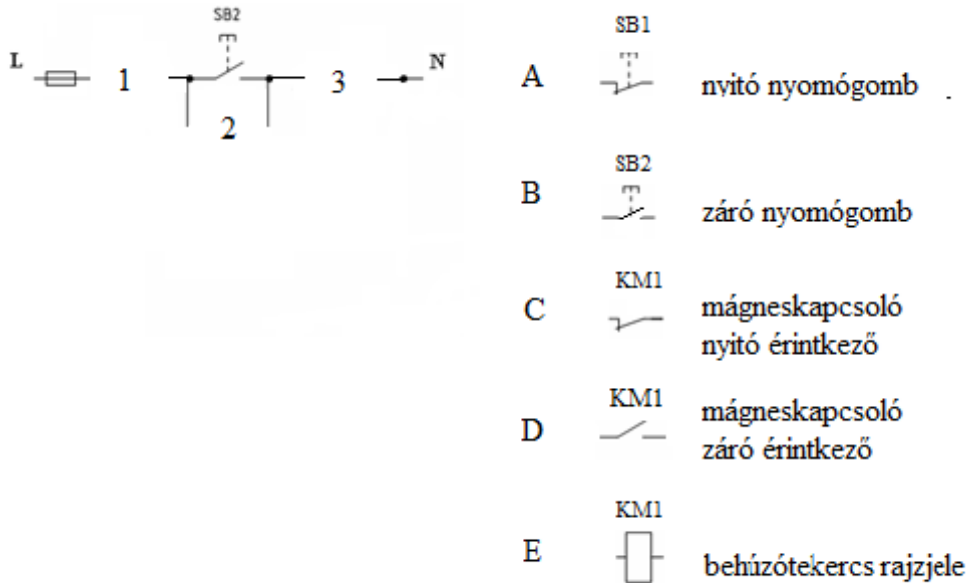 SB2
L
1
3
N
2
SB1
A
nyitó nyomógomb
.
SB2
B
záró nyomógomb
KM1
C
mágneskapcsoló
nyitó érintkező
KM1
D
mágneskapcsoló
záró érintkező
KM1
E
behúzótekercs rajzjele